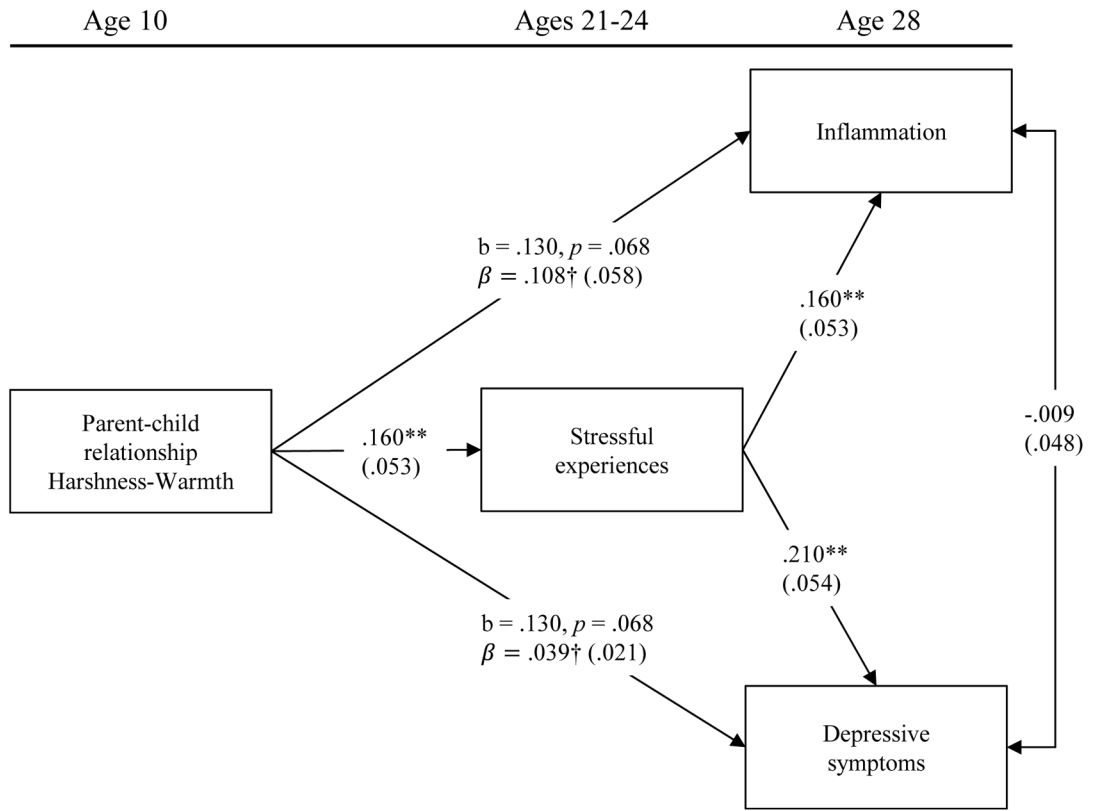 Age 10
Ages 21-24
Age 28
Inflammation
b = .130, p = .068
β = .108† (.058)
.160**
(.053)
Parent-child
relationship
Harshness-Warmth
.160**
(.053)
Stressful
experiences
-.009
(.048)
.210**
(.054)
b = .130, p = .068
β = .039† (.021)
Depressive
symptoms